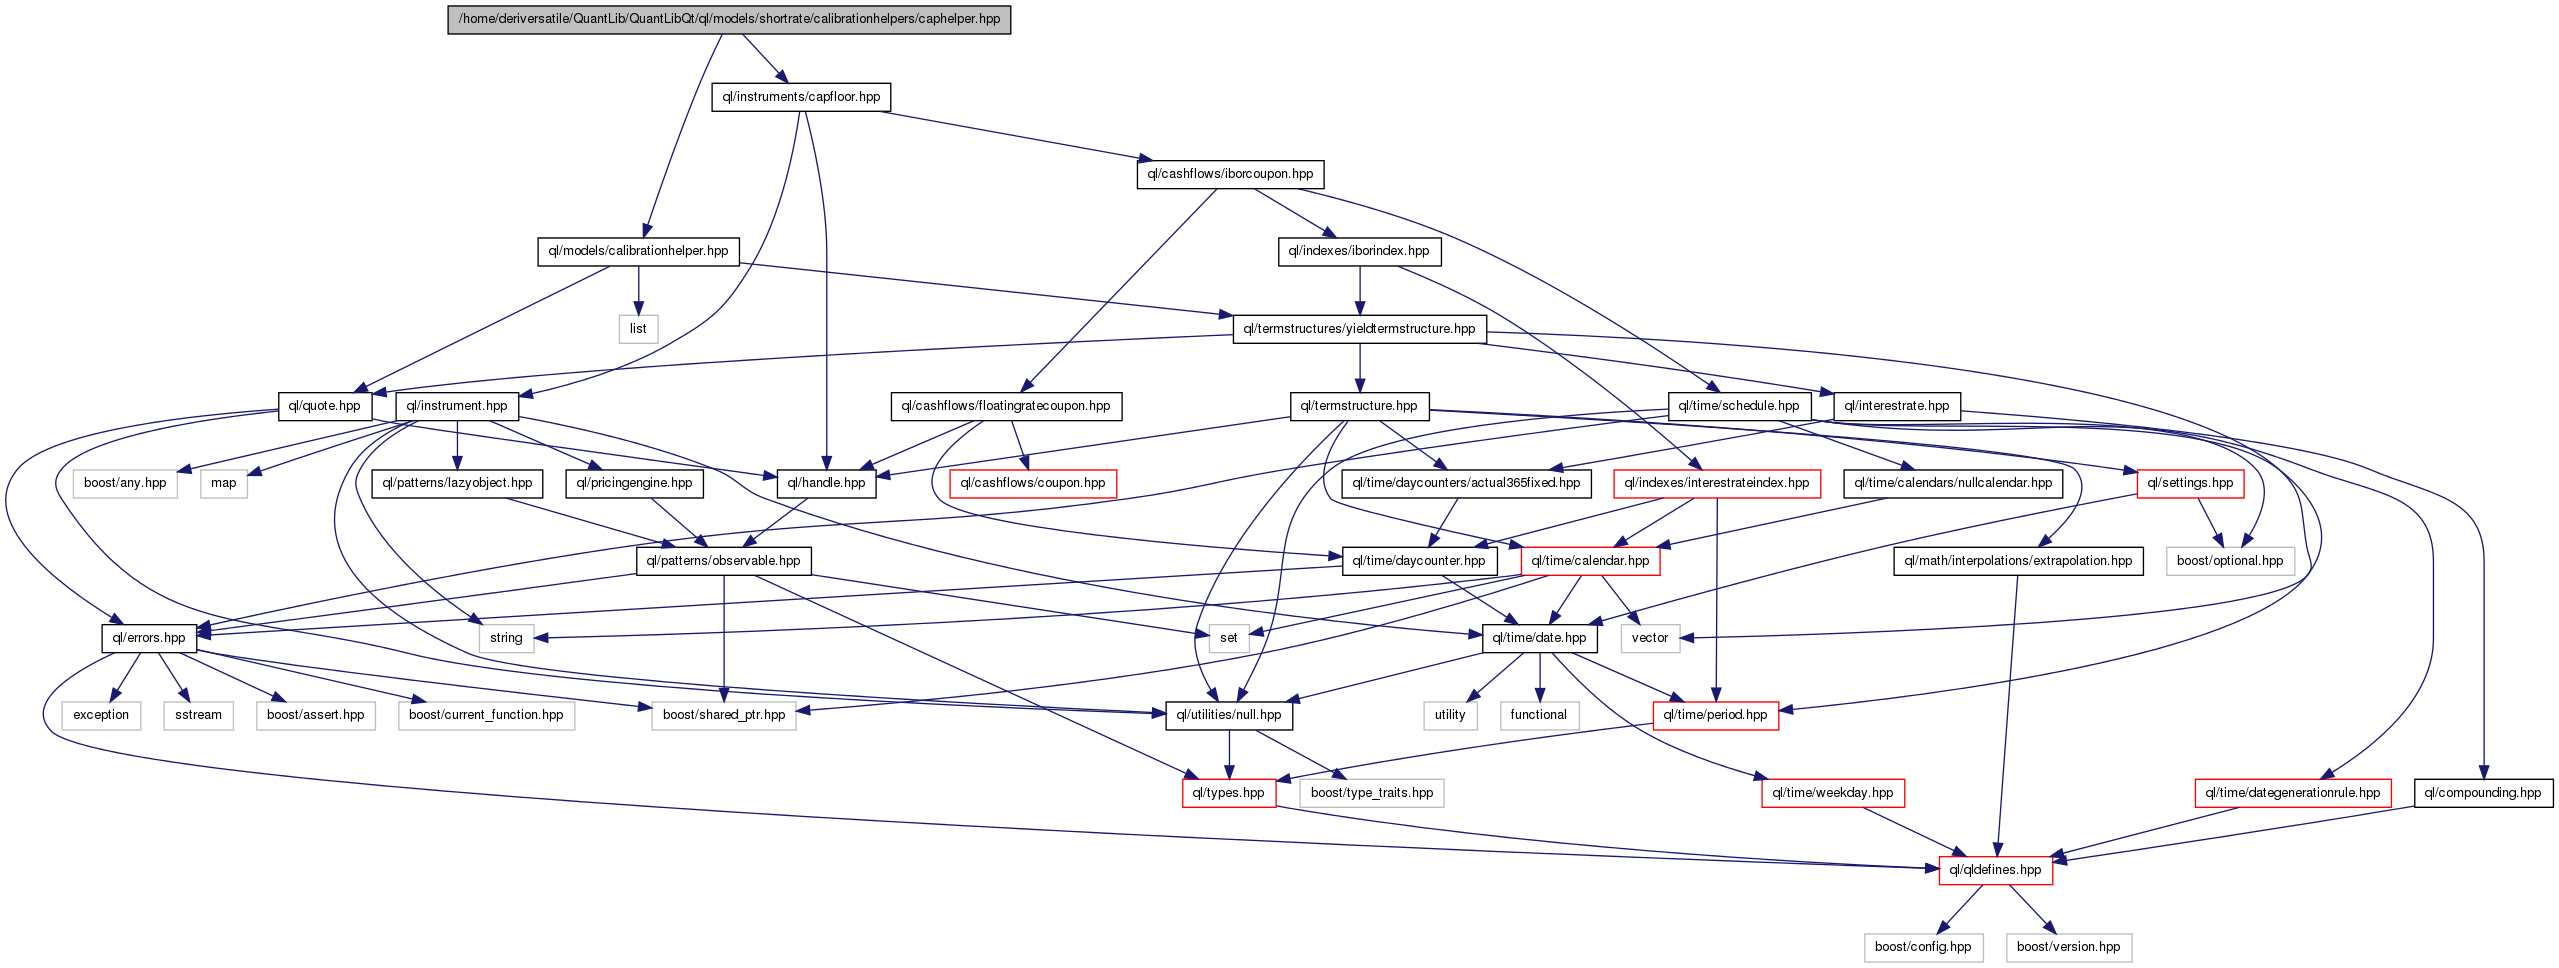 /home/deriversatile/QuantLib/QuantLibQt/ql/models/shortrate/calibrationhelpers/caphelper.hpp
ql/instruments/capfloor.hpp
ql/cashflows/iborcoupon.hpp
ql/models/calibrationhelper.hpp
ql/indexes/iborindex.hpp
list
ql/termstructures/yieldtermstructure.hpp
ql/quote.hpp
ql/instrument.hpp
ql/cashflows/floatingratecoupon.hpp
ql/termstructure.hpp
ql/time/schedule.hpp
ql/interestrate.hpp
boost/any.hpp
map
ql/patterns/lazyobject.hpp
ql/pricingengine.hpp
ql/handle.hpp
ql/cashflows/coupon.hpp
ql/time/daycounters/actual365fixed.hpp
ql/indexes/interestrateindex.hpp
ql/time/calendars/nullcalendar.hpp
ql/settings.hpp
ql/patterns/observable.hpp
ql/time/daycounter.hpp
ql/time/calendar.hpp
ql/math/interpolations/extrapolation.hpp
boost/optional.hpp
ql/errors.hpp
string
set
ql/time/date.hpp
vector
exception
sstream
boost/assert.hpp
boost/current_function.hpp
boost/shared_ptr.hpp
ql/utilities/null.hpp
utility
functional
ql/time/period.hpp
ql/types.hpp
boost/type_traits.hpp
ql/time/weekday.hpp
ql/time/dategenerationrule.hpp
ql/compounding.hpp
ql/qldefines.hpp
boost/config.hpp
boost/version.hpp